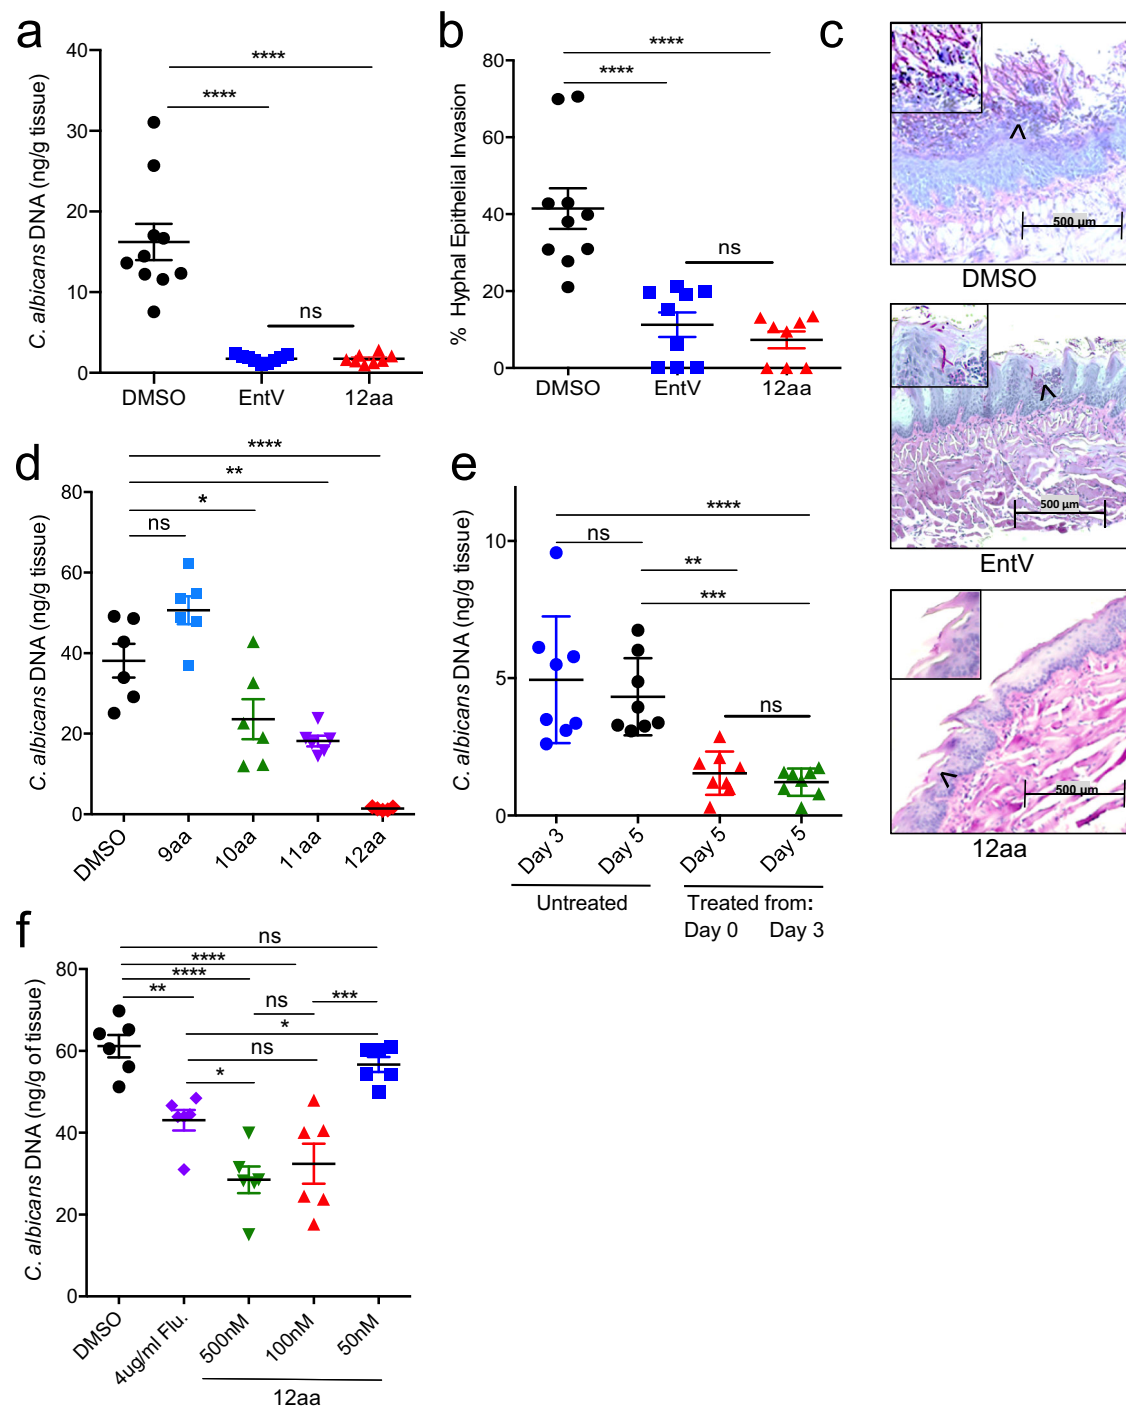 a
C. albicans DNA (ng/g tissue)
40
30
20
10
0
****
****
ns
DMSO
EntV
12aa
b
% Hyphal Epithelial Invasion
80
60
40
20
0
****
****
ns
DMSO
EntV
12aa
c
500 µm
DMSO
500 µm
EntV
500 µm
12aa
d
C. albicans DNA (ng/g tissue)
80
60
40
20
0
****
**
*
ns
DMSO
9aa
10aa
11aa
12aa
e
C. albicans DNA (ng/g tissue)
10
5
0
****
ns
**
***
ns
Day 3
Day 5
Day 5
Day 5
Untreated
Treated from:
Day 0
Day 3
f
C. albicans DNA (ng/g of tissue)
80
60
40
20
0
ns
****
****
**
ns
***
*
ns
*
DMSO
4ug/ml Flu.
500nM
100nM
50nM
12aa